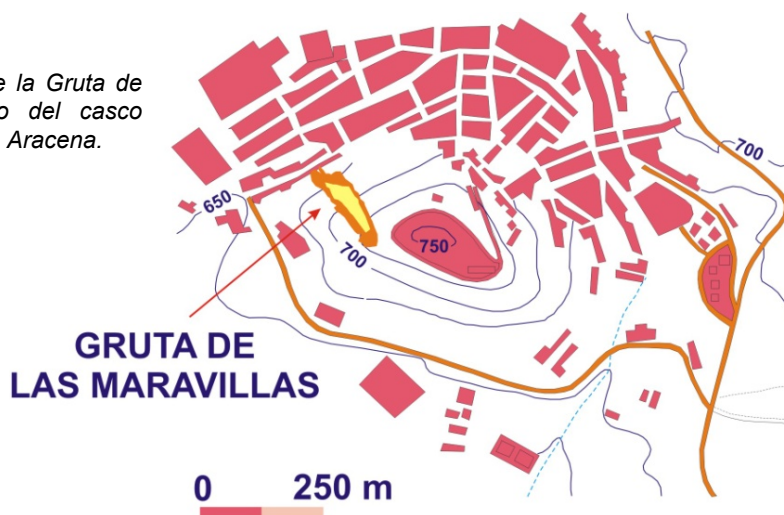 e la Gruta de
o del casco
Aracena.
700
650
700
750
GRUTA DE
LAS MARAVILLAS
0 250 m